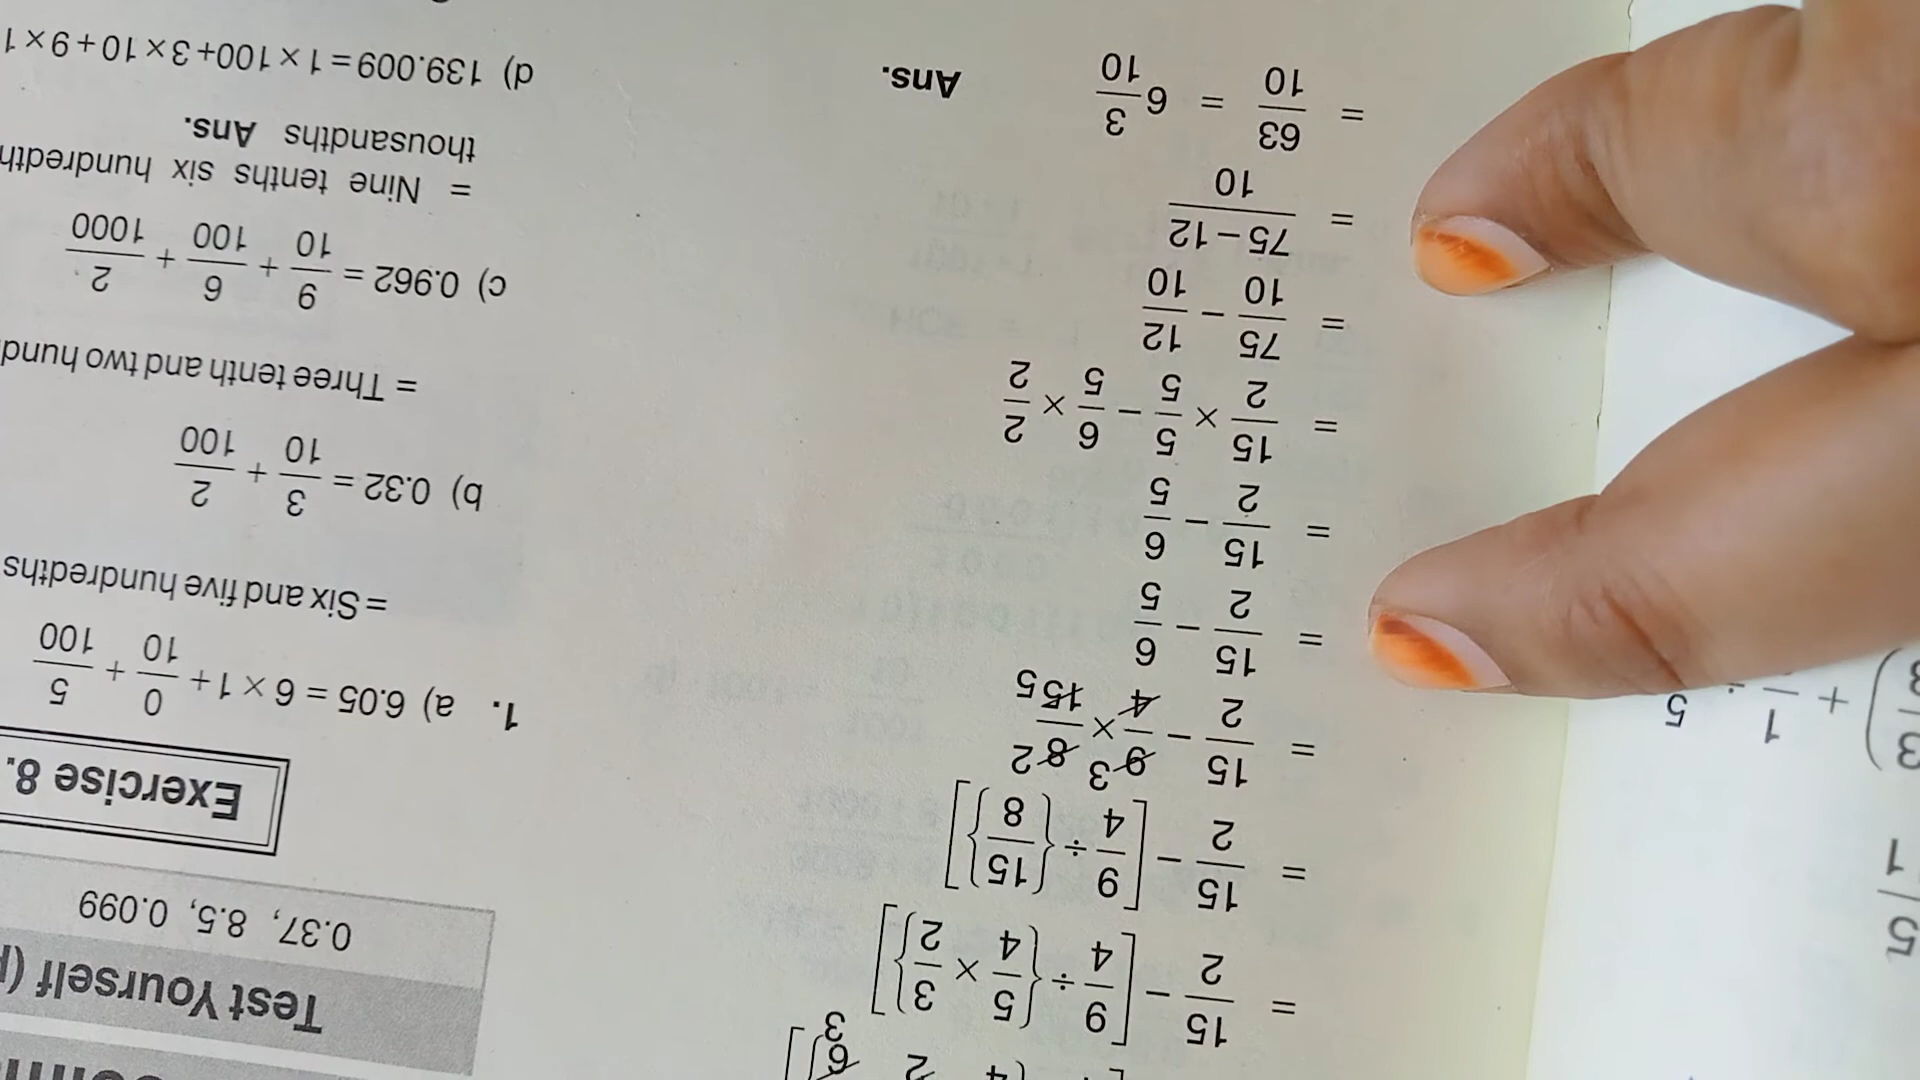 = 15/2 − [9/4 ÷ {5/4 × 3/2}]
= 15/2 − [9/4 ÷ {15/8}]
= 15/2 − 9/4 3 × 8/15 2 5
= 15/2 − 6/5
= 15/2 − 6/5
= 15/2 × 5/5 − 6/5 × 2/2
= 75/10 − 12/10
= 75 − 12/10
= 63/10 = 6 3/10 Ans.
Test Yourself (
0.37, 8.5, 0.099
Exercise 8.
1. a) 6.05 = 6 × 1 + 0/10 + 5/100
= Six and five hundredths
b) 0.32 = 3/10 + 2/100
= Three tenth and two
c) 0.962 = 9/10 + 6/100 + 2/1000
= Nine tenths six
thousandths Ans.
d) 139.009 = 1 × 100 + 3 × 10 + 9 × 1